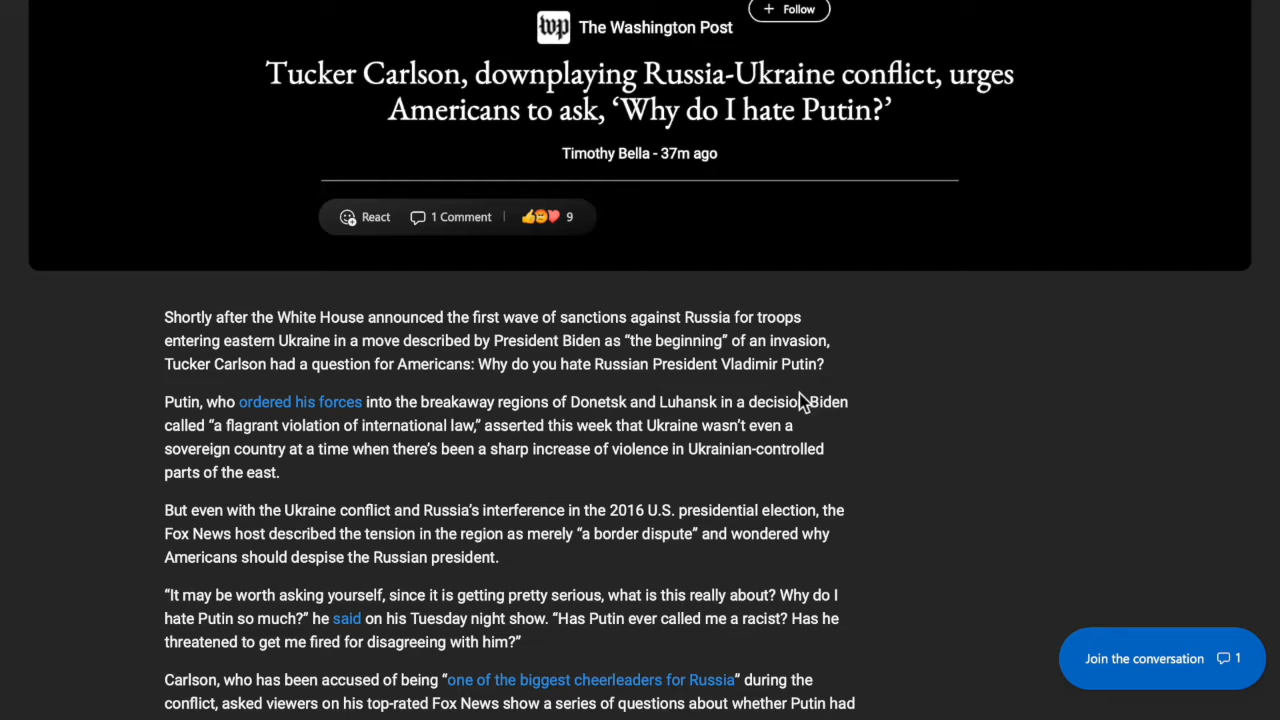 + Follow
wp The Washington Post
Tucker Carlson, downplaying Russia-Ukraine conflict, urges
Americans to ask, ‘Why do I hate Putin?’
Timothy Bella - 37m ago
React 1 Comment 9
Shortly after the White House announced the first wave of sanctions against Russia for troops
entering eastern Ukraine in a move described by President Biden as “the beginning” of an invasion,
Tucker Carlson had a question for Americans: Why do you hate Russian President Vladimir Putin?
Putin, who ordered his forces into the breakaway regions of Donetsk and Luhansk in a decision Biden
called “a flagrant violation of international law,” asserted this week that Ukraine wasn’t even a
sovereign country at a time when there’s been a sharp increase of violence in Ukrainian-controlled
parts of the east.
But even with the Ukraine conflict and Russia’s interference in the 2016 U.S. presidential election, the
Fox News host described the tension in the region as merely “a border dispute” and wondered why
Americans should despise the Russian president.
“It may be worth asking yourself, since it is getting pretty serious, what is this really about? Why do I
hate Putin so much?” he said on his Tuesday night show. “Has Putin ever called me a racist? Has he
threatened to get me fired for disagreeing with him?”
Carlson, who has been accused of being “one of the biggest cheerleaders for Russia” during the
conflict, asked viewers on his top-rated Fox News show a series of questions about whether Putin had
Join the conversation 1